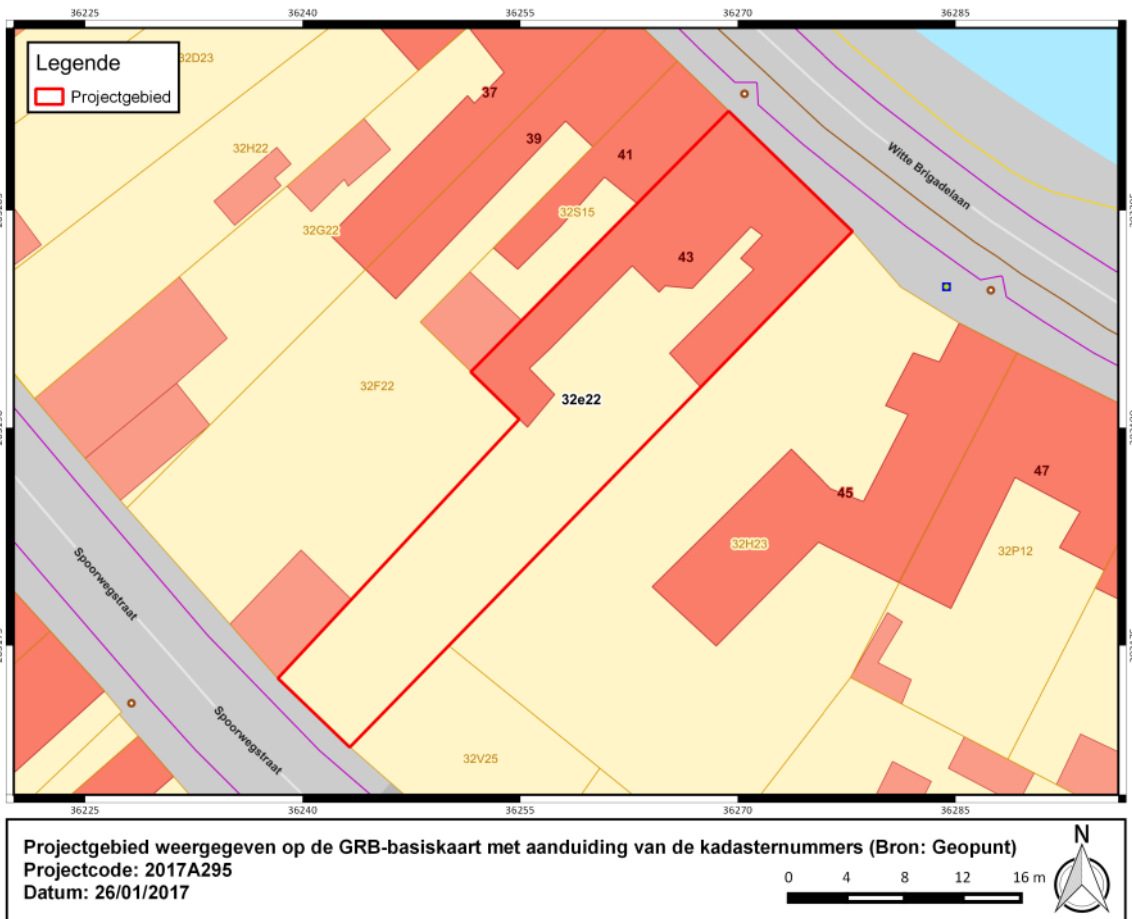 36225 36240 36255 36270 36285
Legende
Projectgebied
32D23
37
32H22
39
41
Witte Brigadelaan
32S15
32G22
43
32F22
32e22
45
47
32H23
32P12
Spoorwegstraat
Spoorwegstraat
32V25
36225 36240 36255 36270 36285
Projectgebied weergegeven op de GRB-basiskaart met aanduiding van de kadasternummers (Bron: Geopunt)
Projectcode: 2017A295
Datum: 26/01/2017
N
0 4 8 12 16 m